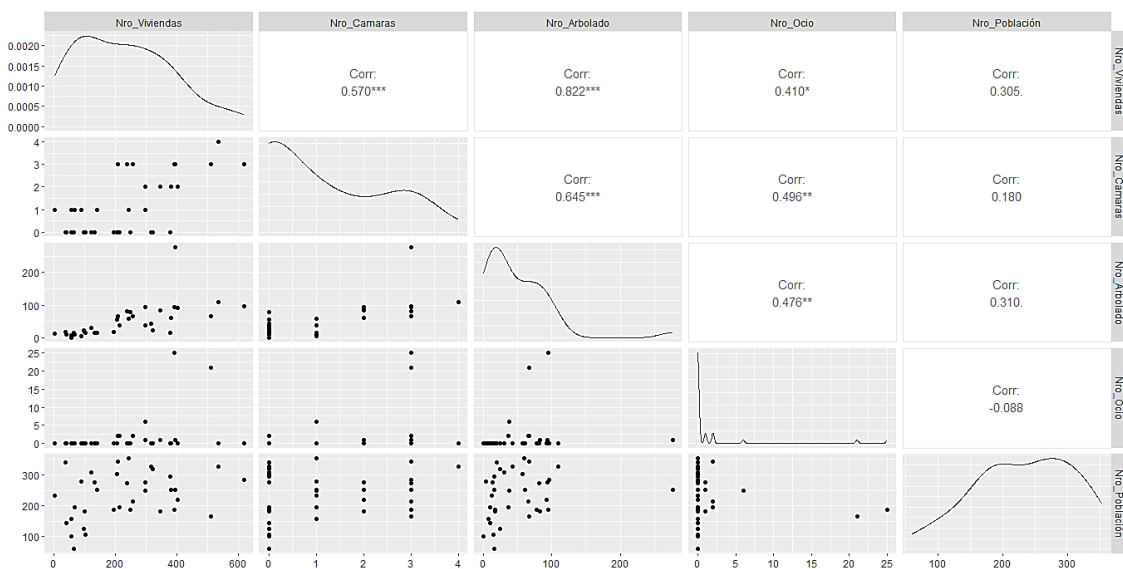 Nro_Viviendas Nro_Camaras Nro_Arbolado Nro_Ocio Nro_Población
0.0020
0.0015
0.0010
0.0005
0.0000
Corr:
0.570***
Corr:
0.822***
Corr:
0.410*
Corr:
0.305.
Nro_Viviendas
4
3
2
1
0
Corr:
0.645***
Corr:
0.496**
Corr:
0.180
Nro_Camaras
200
100
0
Corr:
0.476**
Corr:
0.310.
Nro_Arbolado
25
20
15
10
5
0
Corr:
-0.088
Nro_Ocio
300
200
100
Nro_Población
0 200 400 600 0 1 2 3 4 0 100 200 0 5 10 15 20 25 100 200 300